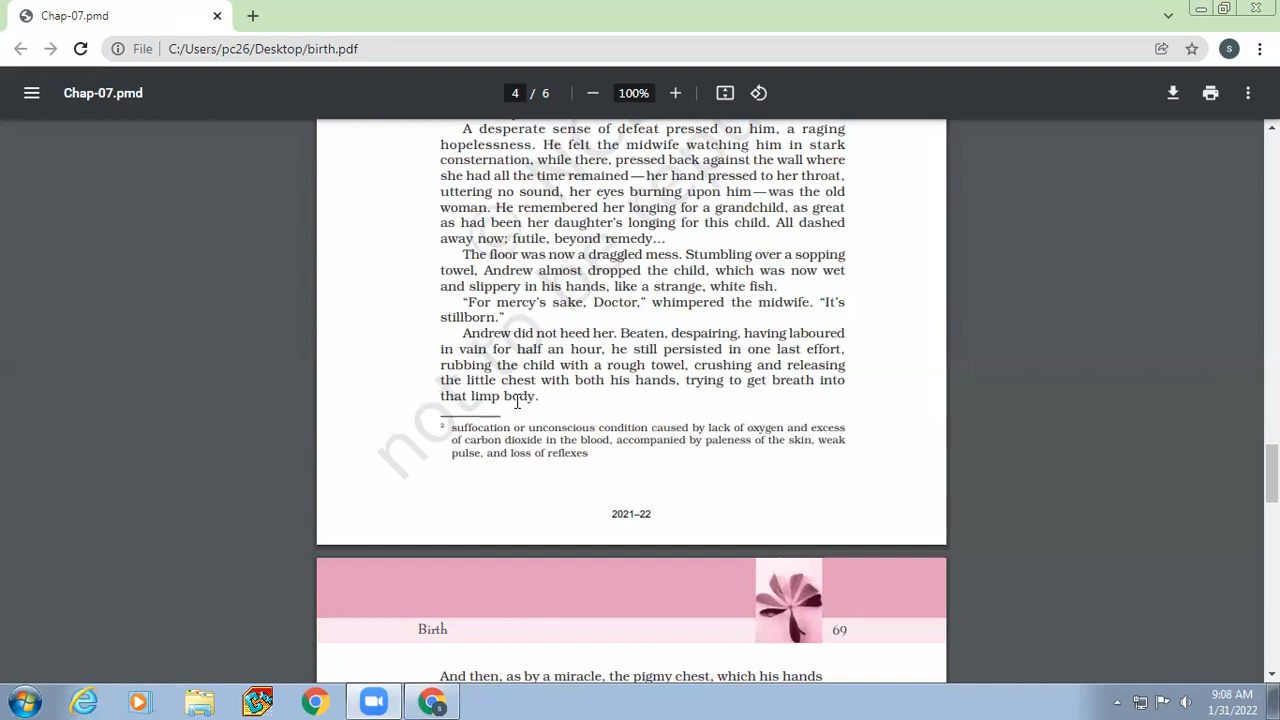 Chap-07.pmd
File
C:/Users/pc26/Desktop/birth.pdf
S
Chap-07.pmd
4 / 6
100%
A desperate sense of defeat pressed on him, a raging
hopelessness. He felt the midwife watching him in stark
consternation, while there, pressed back against the wall where
she had all the time remained—her hand pressed to her throat,
uttering no sound, her eyes burning upon him—was the old
woman. He remembered her longing for a grandchild, as great
as had been her daughter's longing for this child. All dashed
away now; futile, beyond remedy...
The floor was now a draggled mess. Stumbling over a sopping
towel, Andrew almost dropped the child, which was now wet
and slippery in his hands, like a strange, white fish.
“For mercy's sake, Doctor,” whimpered the midwife. “It's
stillborn.”
Andrew did not heed her. Beaten, despairing, having laboured
in vain for half an hour, he still persisted in one last effort,
rubbing the child with a rough towel, crushing and releasing
the little chest with both his hands, trying to get breath into
that limp body.
suffocation or unconscious condition caused by lack of oxygen and excess
of carbon dioxide in the blood, accompanied by paleness of the skin, weak
pulse, and loss of reflexes
2021–22
Birth
69
And then, as by a miracle, the pigmy chest, which his hands
9:08 AM
1/31/2022